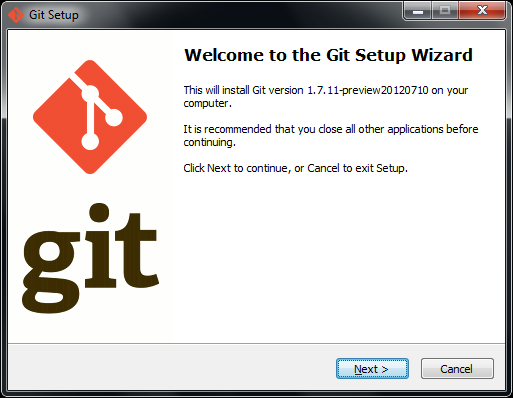 Git Setup
Welcome to the Git Setup Wizard
This will install Git version 1.7.11-preview20120710 on your
computer.
It is recommended that you close all other applications before
continuing.
Click Next to continue, or Cancel to exit Setup.
git
Next >
Cancel